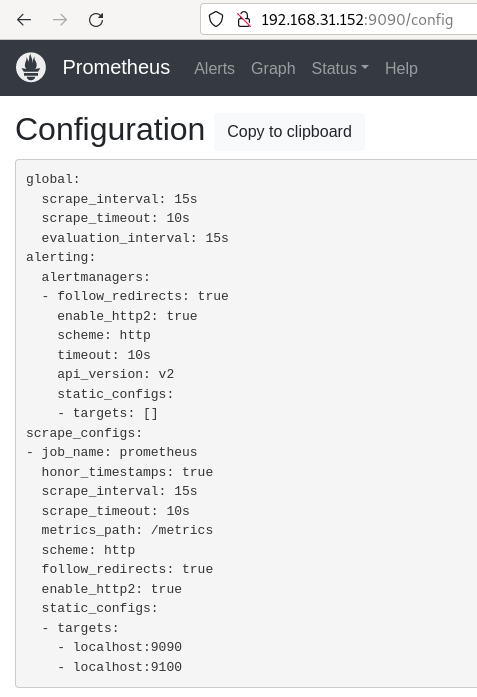 192.168.31.152:9090/config
Prometheus Alerts Graph Status Help
Configuration Copy to clipboard
global:
  scrape_interval: 15s
  scrape_timeout: 10s
  evaluation_interval: 15s
alerting:
  alertmanagers:
  - follow_redirects: true
    enable_http2: true
    scheme: http
    timeout: 10s
    api_version: v2
    static_configs:
    - targets: []
scrape_configs:
- job_name: prometheus
  honor_timestamps: true
  scrape_interval: 15s
  scrape_timeout: 10s
  metrics_path: /metrics
  scheme: http
  follow_redirects: true
  enable_http2: true
  static_configs:
  - targets:
    - localhost:9090
    - localhost:9100